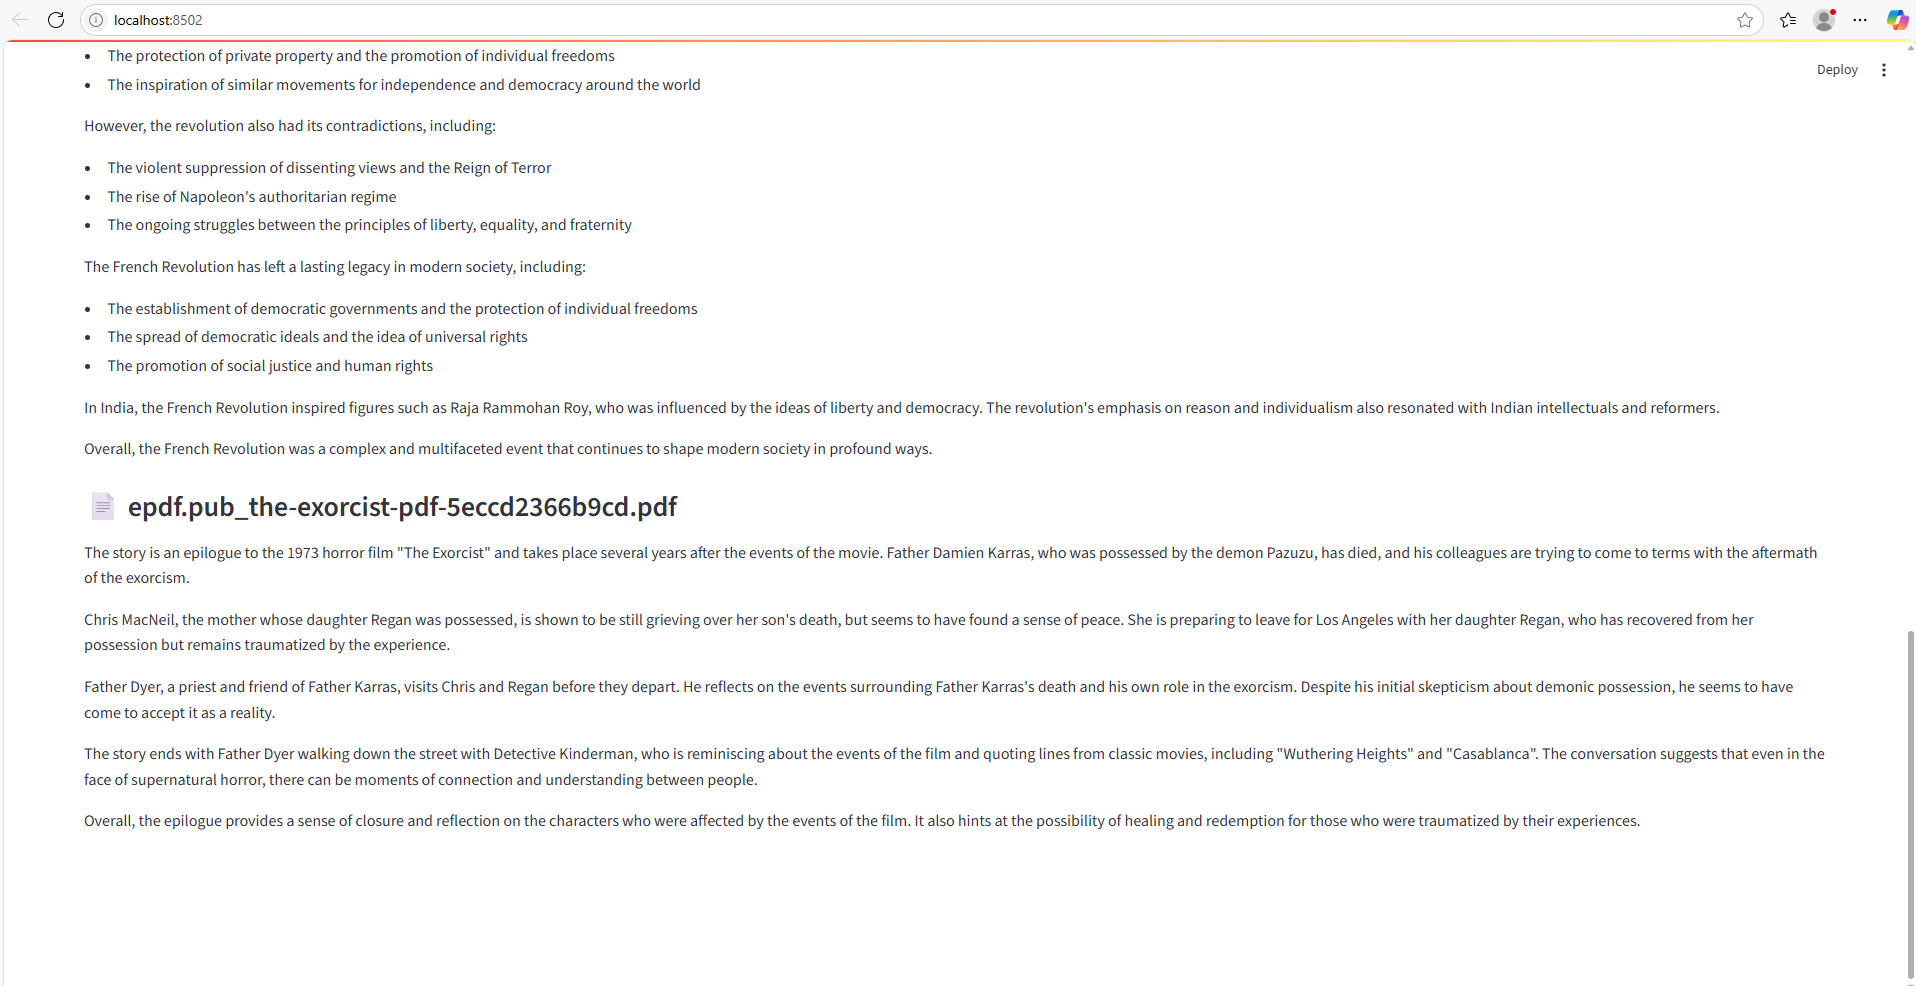 localhost:8502
The protection of private property and the promotion of individual freedoms
Deploy
The inspiration of similar movements for independence and democracy around the world
However, the revolution also had its contradictions, including:
The violent suppression of dissenting views and the Reign of Terror
The rise of Napoleon's authoritarian regime
The ongoing struggles between the principles of liberty, equality, and fraternity
The French Revolution has left a lasting legacy in modern society, including:
The establishment of democratic governments and the protection of individual freedoms
The spread of democratic ideals and the idea of universal rights
The promotion of social justice and human rights
In India, the French Revolution inspired figures such as Raja Rammohan Roy, who was influenced by the ideas of liberty and democracy. The revolution's emphasis on reason and individualism also resonated with Indian intellectuals and reformers.
Overall, the French Revolution was a complex and multifaceted event that continues to shape modern society in profound ways.
epdf.pub_the-exorcist-pdf-5eccd2366b9cd.pdf
The story is an epilogue to the 1973 horror film "The Exorcist" and takes place several years after the events of the movie. Father Damien Karras, who was possessed by the demon Pazuzu, has died, and his colleagues are trying to come to terms with the aftermath
of the exorcism.
Chris MacNeil, the mother whose daughter Regan was possessed, is shown to be still grieving over her son's death, but seems to have found a sense of peace. She is preparing to leave for Los Angeles with her daughter Regan, who has recovered from her
possession but remains traumatized by the experience.
Father Dyer, a priest and friend of Father Karras, visits Chris and Regan before they depart. He reflects on the events surrounding Father Karras's death and his own role in the exorcism. Despite his initial skepticism about demonic possession, he seems to have
come to accept it as a reality.
The story ends with Father Dyer walking down the street with Detective Kinderman, who is reminiscing about the events of the film and quoting lines from classic movies, including "Wuthering Heights" and "Casablanca". The conversation suggests that even in the
face of supernatural horror, there can be moments of connection and understanding between people.
Overall, the epilogue provides a sense of closure and reflection on the characters who were affected by the events of the film. It also hints at the possibility of healing and redemption for those who were traumatized by their experiences.